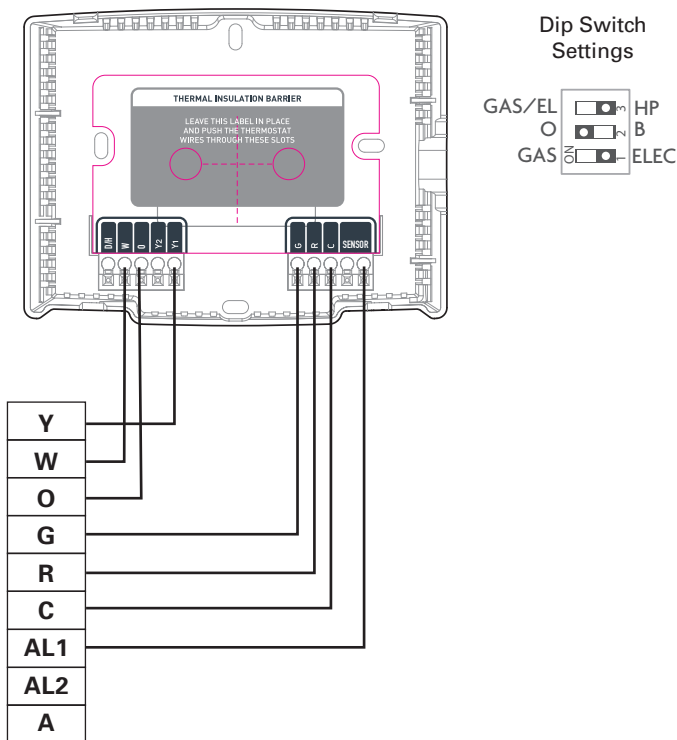 Dip Switch
Settings
GAS/EL 3 HP
O 2 B
GAS ON 1 ELEC
THERMAL INSULATION BARRIER
LEAVE THIS LABEL IN PLACE
AND PUSH THE THERMOSTAT
WIRES THROUGH THESE SLOTS
D/H W O Y2 Y1 G R C SENSOR
Y
W
O
G
R
C
AL1
AL2
A